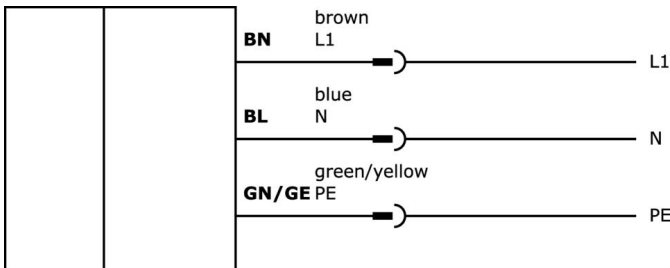 brown
BN L1
L1
blue
BL N
N
green/yellow
GN/GE PE
PE